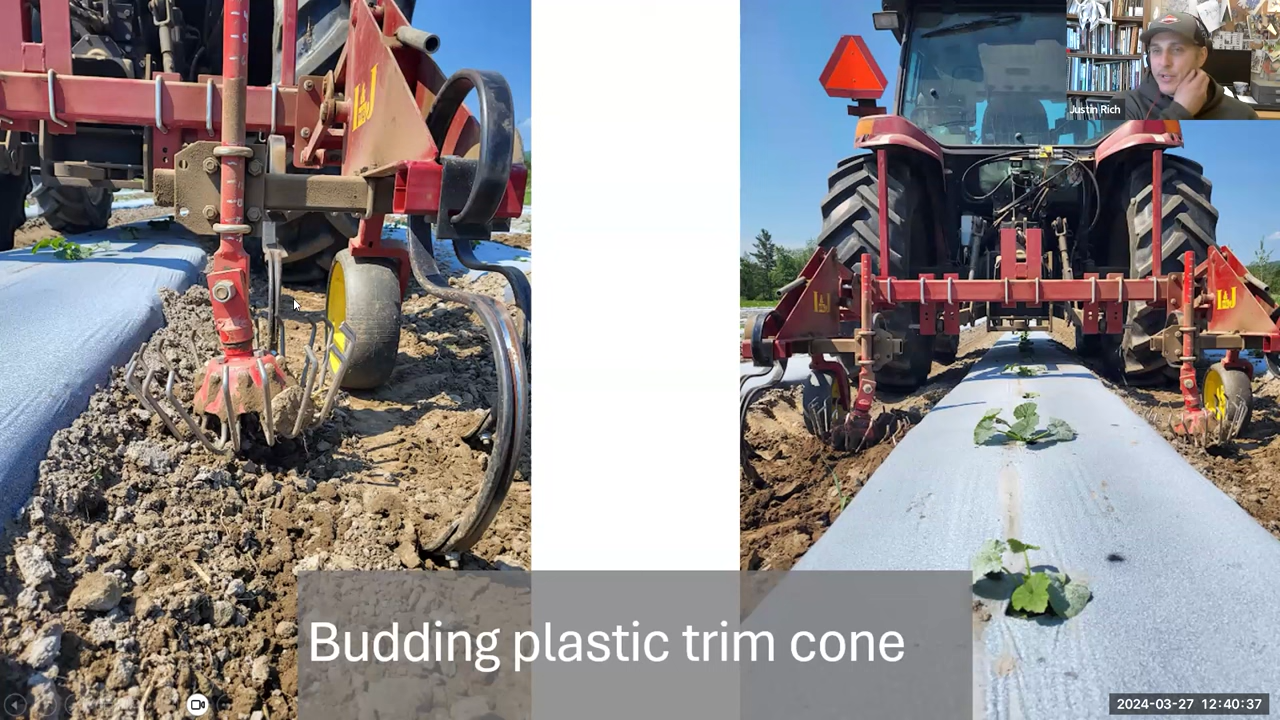 L&J
L&J
L&J
Justin Rich
Budding plastic trim cone
2024-03-27 12:40:37